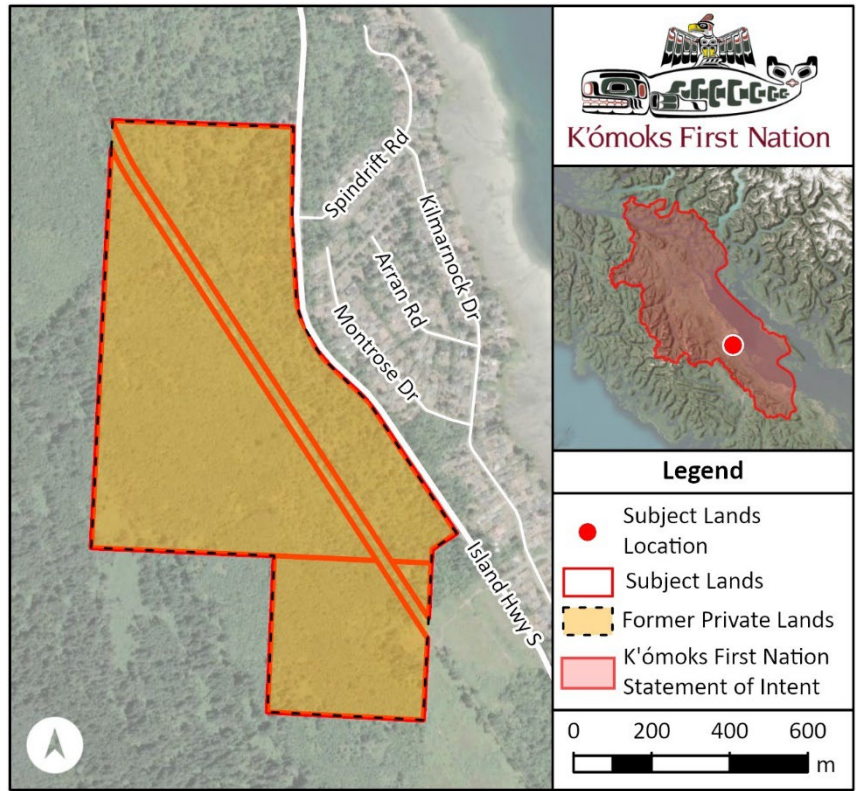 Spindrift Rd
Kilmarnock Dr
Arran Rd
Montrose Dr
Island Hwy S
K'ómoks First Nation
Legend
Subject Lands
Location
Subject Lands
Former Private Lands
K'ómoks First Nation
Statement of Intent
0 200 400 600
m